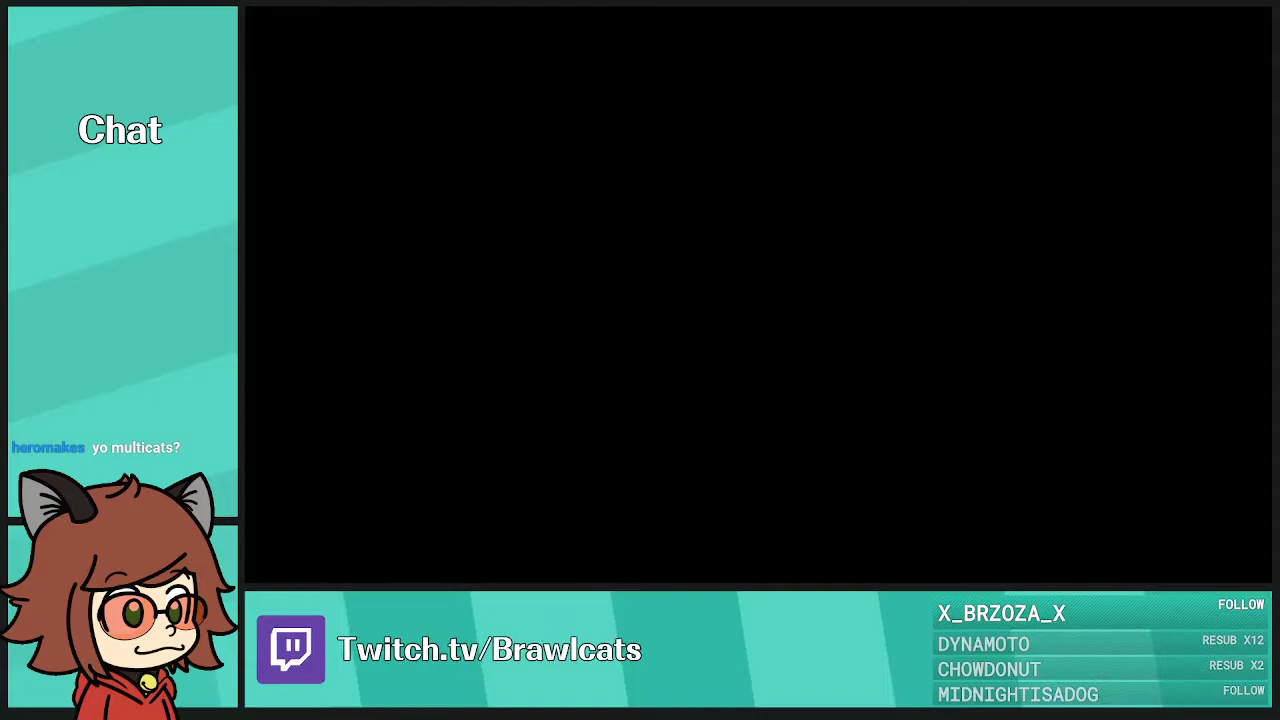 Chat
heromakes yo multicats?
Twitch.tv/Brawlcats
X_BRZOZA_X FOLLOW
DYNAMOTO RESUB X12
CHOWDONUT RESUB X2
MIDNIGHTISADOG FOLLOW